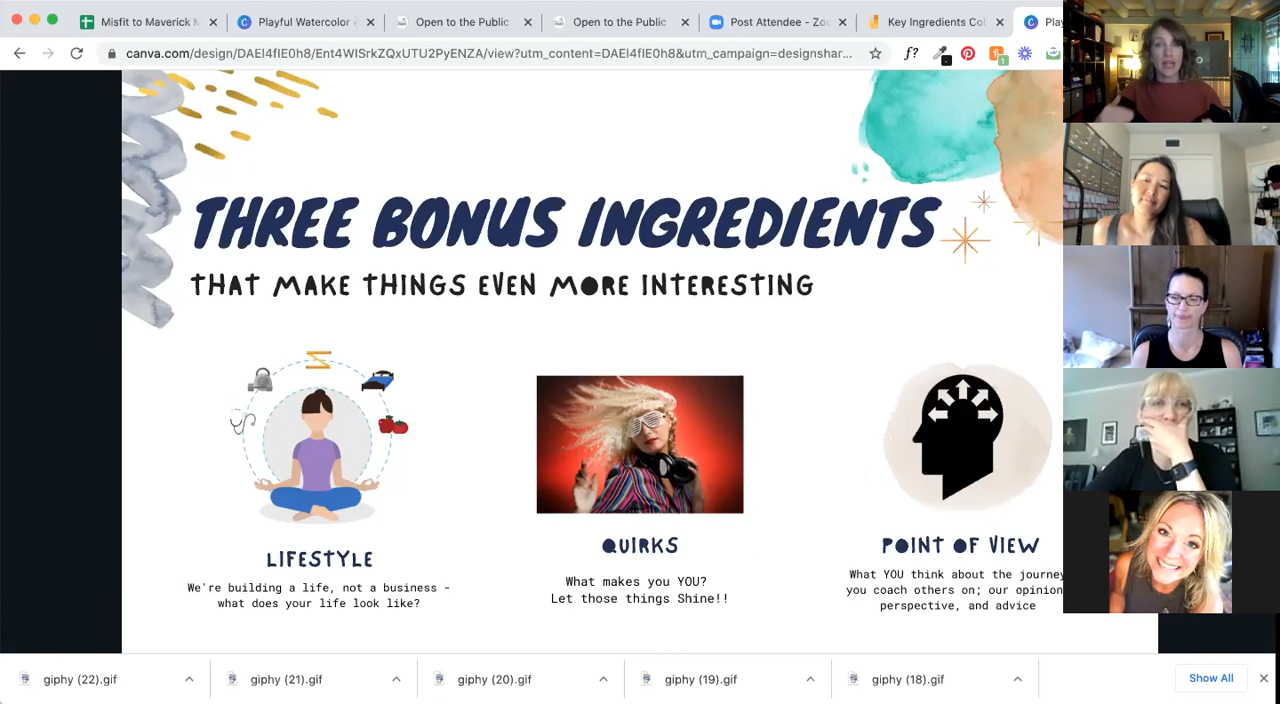 Misfit to Maverick
Playful Watercolor
Open to the Public
Open to the Public
Post Attendee - Zo
Key Ingredients Co
Play
canva.com/design/DAEl4fIE0h8/Ent4WISrkZQxUTU2PyENZA/view?utm_content=DAEl4fIE0h8&utm_campaign=designshar...
f?
1
THREE BONUS INGREDIENTS
THAT MAKE THINGS EVEN MORE INTERESTING
LIFESTYLE
We're building a life, not a business -
what does your life look like?
QUIRKS
What makes you YOU?
Let those things Shine!!
POINT OF VIEW
What YOU think about the journey
you coach others on; our opinion
perspective, and advice
giphy (22).gif
giphy (21).gif
giphy (20).gif
giphy (19).gif
giphy (18).gif
Show All